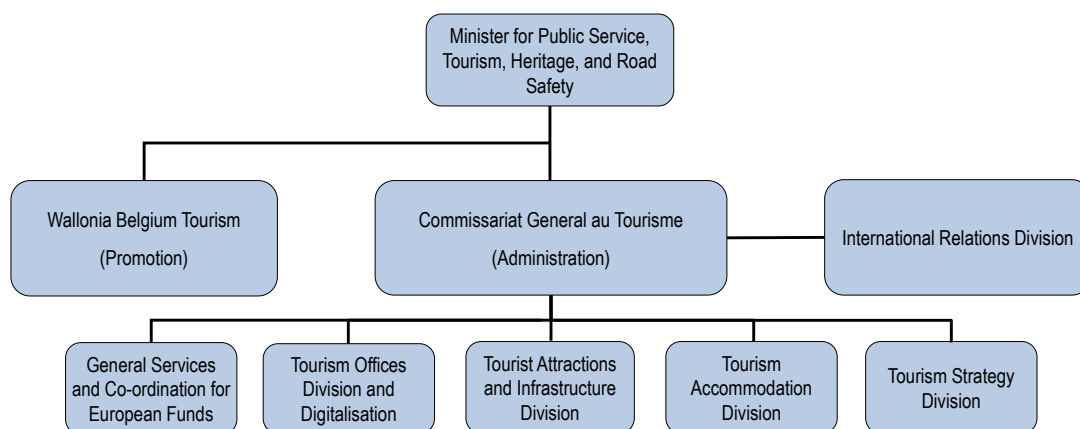 Minister for Public Service,
Tourism, Heritage, and Road
Safety
Wallonia Belgium Tourism
(Promotion)
Commissariat General au Tourisme
(Administration)
International Relations Division
General Services
and Co-ordination for
European Funds
Tourism Offices
Division and
Digitalisation
Tourist Attractions
and Infrastructure
Division
Tourism
Accommodation
Division
Tourism Strategy
Division